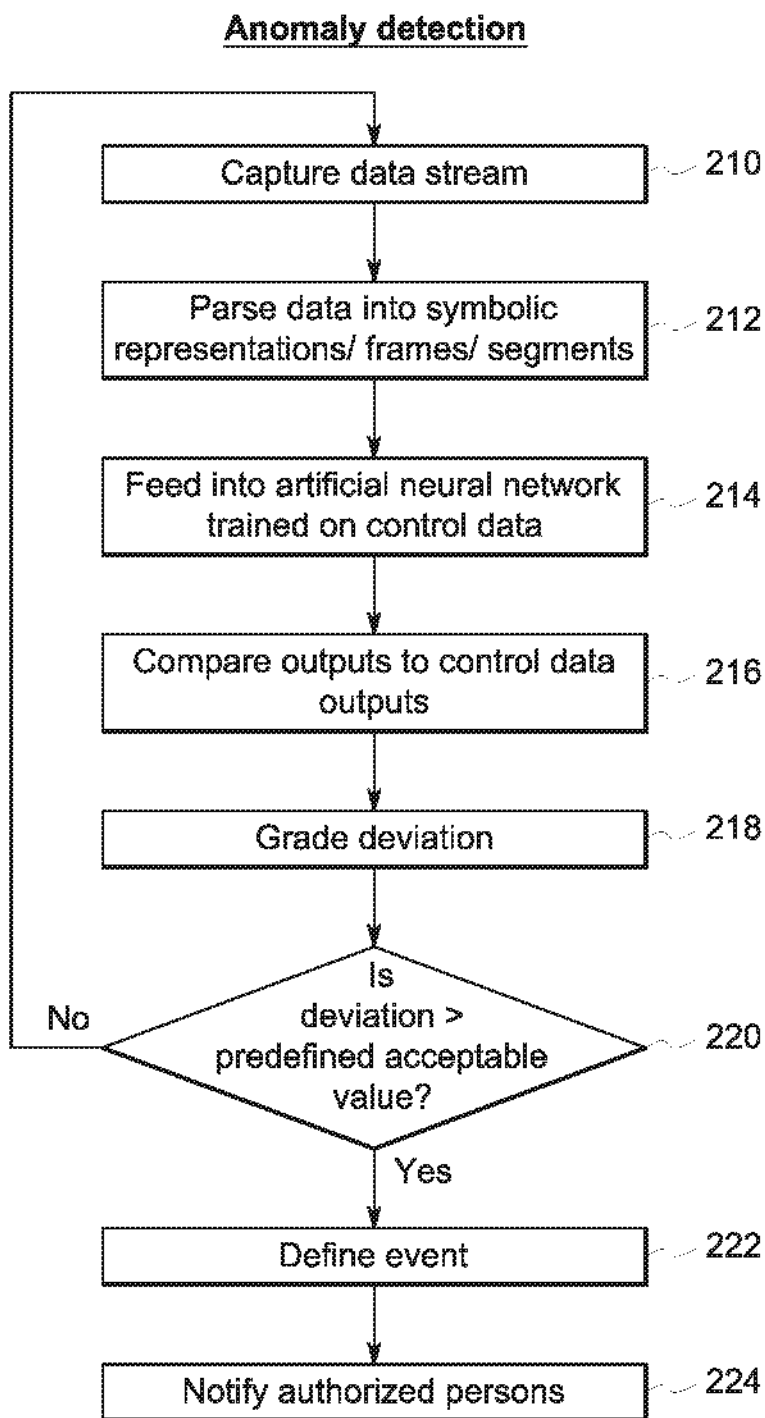 Anomaly detection
Capture data stream
210
Parse data into symbolic
representations/ frames/ segments
212
Feed into artificial neural network
trained on control data
214
Compare outputs to control data
outputs
216
Grade deviation
218
Is
deviation >
predefined acceptable
value?
220
No
Yes
Define event
222
Notify authorized persons
224